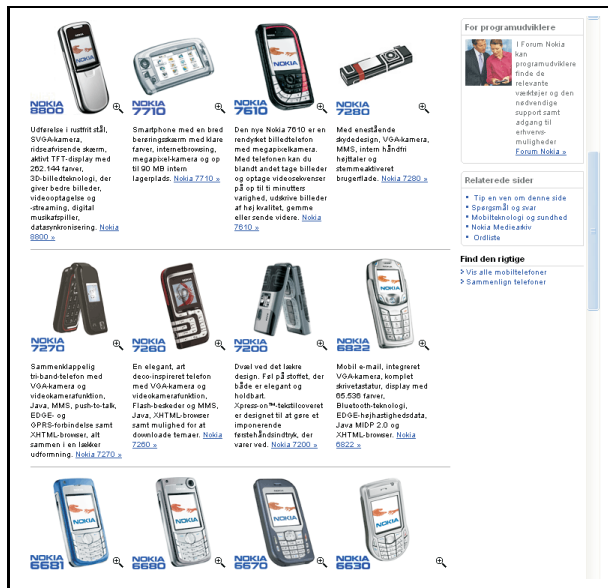 NOKIA
8800
NOKIA
7710
NOKIA
7610
NOKIA
7280
Udførelse i rustfrit stål,
SVGA-kamera,
ridseafvisende skærm,
aktivt TFT-display med
262.144 farver,
3D-billedteknologi, der
giver bedre billeder,
videooptagelse og
-streaming, digital
musikafspiller,
datasynkronisering. Nokia
8800 »
Smartphone med en bred
berøringsskærm med klare
farver, internetbrowsing,
megapixel-kamera og op
til 90 MB intern
lagerplads. Nokia 7710 »
Den nye Nokia 7610 er en
rendyrket billedtelefon
med megapixelkamera.
Med telefonen kan du
blandt andet tage billeder
og optage videosekvenser
på op til ti minutters
varighed, udskrive billeder
af høj kvalitet, gemme
eller sende videre. Nokia
7610 »
Med enestående
skydedesign, VGA-kamera,
MMS, intern håndfri
højttaler og
stemmeaktiveret
brugerflade. Nokia 7280 »
NOKIA
7270
NOKIA
7260
NOKIA
7200
NOKIA
6822
Sammenklappelig
tri-band-telefon med
VGA-kamera og
videokamerafunktion,
Java, MMS, push-to-talk,
EDGE- og
GPRS-forbindelse samt
XHTML-browser, alt
sammen i en lækker
udformning. Nokia 7270 »
En elegant, art
deco-inspireret telefon
med VGA-kamera og
videokamerafunktion,
Flash-beskeder og MMS,
Java, XHTML-browser
samt mulighed for at
downloade temaer. Nokia
7260 »
Dvæl ved det lækre
design. Føl på stoffet, der
både er elegant og
holdbart.
Xpress-on™-tekstilcoveret
er designet til at gøre et
imponerende
førstehåndsindtryk, der
varer ved. Nokia 7200 »
Mobil e-mail, integreret
VGA-kamera, komplet
skrivetastatur, display med
65.536 farver,
Bluetooth-teknologi,
EDGE-højhastighedsdata,
Java MIDP 2.0 og
XHTML-browser. Nokia
6822 »
NOKIA
6681
NOKIA
6680
NOKIA
6670
NOKIA
6630
For programudviklere
I Forum Nokia
kan
programudviklere
finde de
relevante
værktøjer og den
nødvendige
support samt
adgang til
erhvervs-
muligheder
Forum Nokia »
Relaterede sider
Tip en ven om denne side
Spørgsmål og svar
Mobilteknologi og sundhed
Nokia Mediearkiv
Ordliste
Find den rigtige
Vis alle mobiltelefoner
Sammenlign telefoner